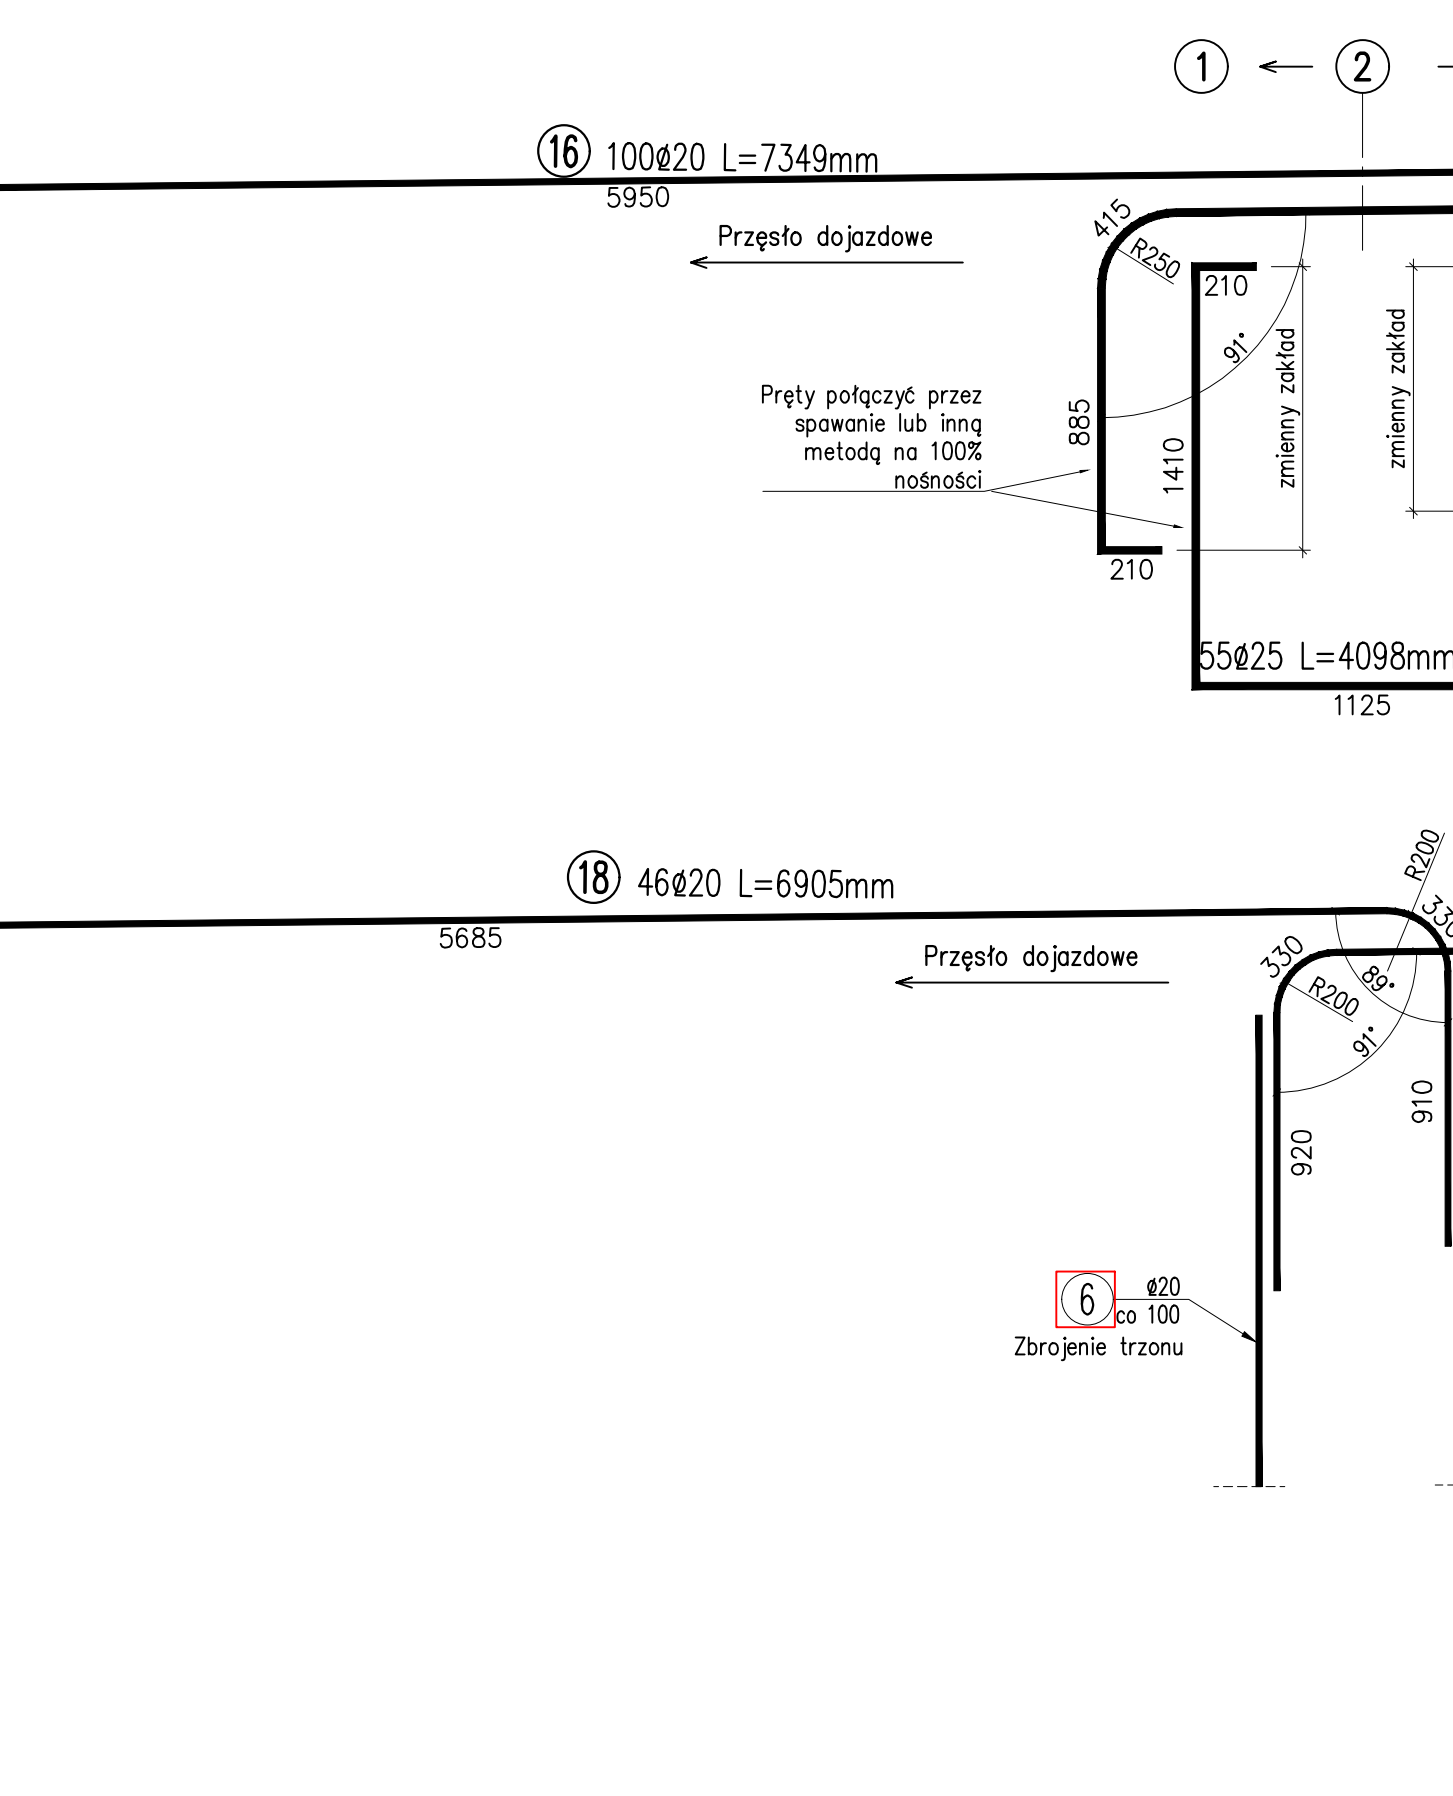 1
2
16 100ø20 L=7349mm
5950
Przęsło dojazdowe
415
R250
210
91°
zmienny zakład
zmienny zakład
Pręty połączyć przez
spawanie lub inną
metodą na 100%
nośności
885
1410
210
55ø25 L=4098mm
1125
18 46ø20 L=6905mm
5685
Przęsło dojazdowe
R200
330
330
R200
89°
91°
910
920
6 ø20
co 100
Zbrojenie trzonu